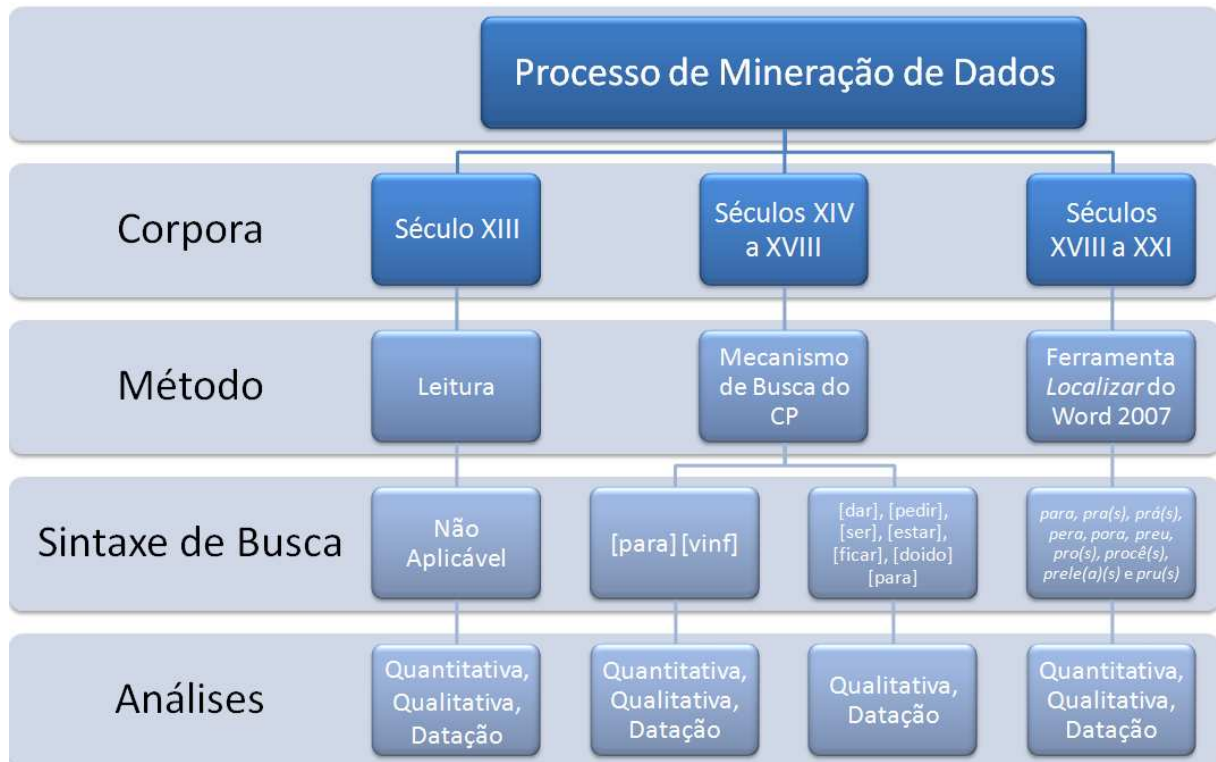 Processo de Mineração de Dados
Corpora
Século XIII
Séculos XIV
a XVIII
Séculos
XVIII a XXI
Método
Leitura
Mecanismo
de Busca do
CP
Ferramenta
Localizar do
Word 2007
Sintaxe de Busca
Não
Aplicável
[para] [vinf]
[dar], [pedir],
[ser], [estar],
[ficar], [doido]
[para]
para, pra(s), prá(s),
pera, pora, preu,
pro(s), procê(s),
prele(a)(s) e pru(s)
Análises
Quantitativa,
Qualitativa,
Datação
Quantitativa,
Qualitativa,
Datação
Qualitativa,
Datação
Quantitativa,
Qualitativa,
Datação